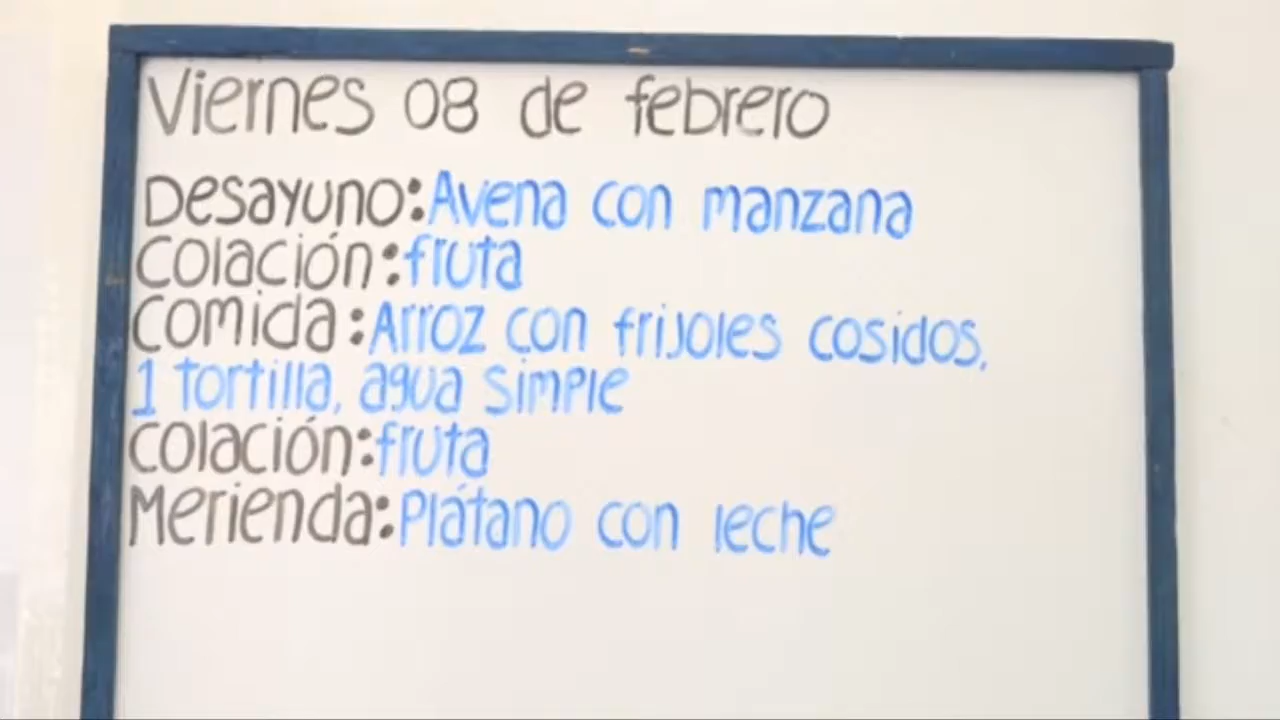 Viernes 08 de febrero
Desayuno: Avena con manzana
Colación: fruta
Comida: Arroz con frijoles cosidos,
1 tortilla, agua simple
Colación: fruta
Merienda: Plátano con leche